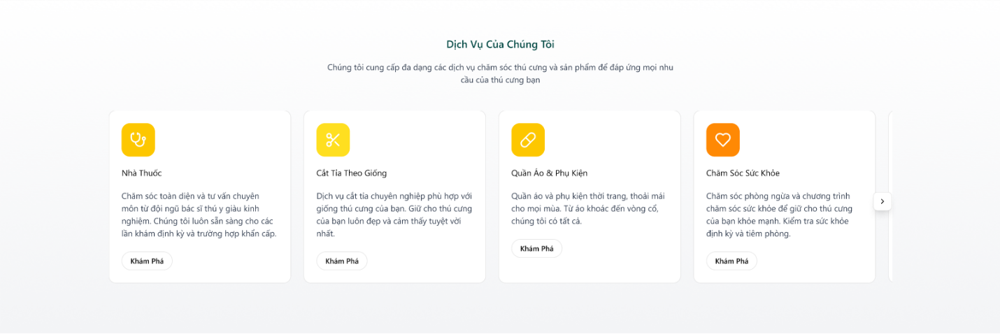 Dịch Vụ Của Chúng Tôi
Chúng tôi cung cấp đa dạng các dịch vụ chăm sóc thú cưng và sản phẩm để đáp ứng mọi nhu
cầu của thú cưng bạn
Nhà Thuốc
Chăm sóc toàn diện và tư vấn chuyên
môn từ đội ngũ bác sĩ thú y giàu kinh
nghiệm. Chúng tôi luôn sẵn sàng cho các
lần khám định kỳ và trường hợp khẩn cấp.
Khám Phá
Cắt Tỉa Theo Giống
Dịch vụ cắt tỉa chuyên nghiệp phù hợp với
giống thú cưng của bạn. Giữ cho thú cưng
của bạn luôn đẹp và cảm thấy tuyệt vời
nhất.
Khám Phá
Quần Áo & Phụ Kiện
Quần áo và phụ kiện thời trang, thoải mái
cho mọi mùa. Từ áo khoác đến vòng cổ,
chúng tôi có tất cả.
Khám Phá
Chăm Sóc Sức Khỏe
Chăm sóc phòng ngừa và chương trình
chăm sóc sức khỏe để giữ cho thú cưng
của bạn khỏe mạnh. Kiểm tra sức khỏe
định kỳ và tiêm phòng.
Khám Phá